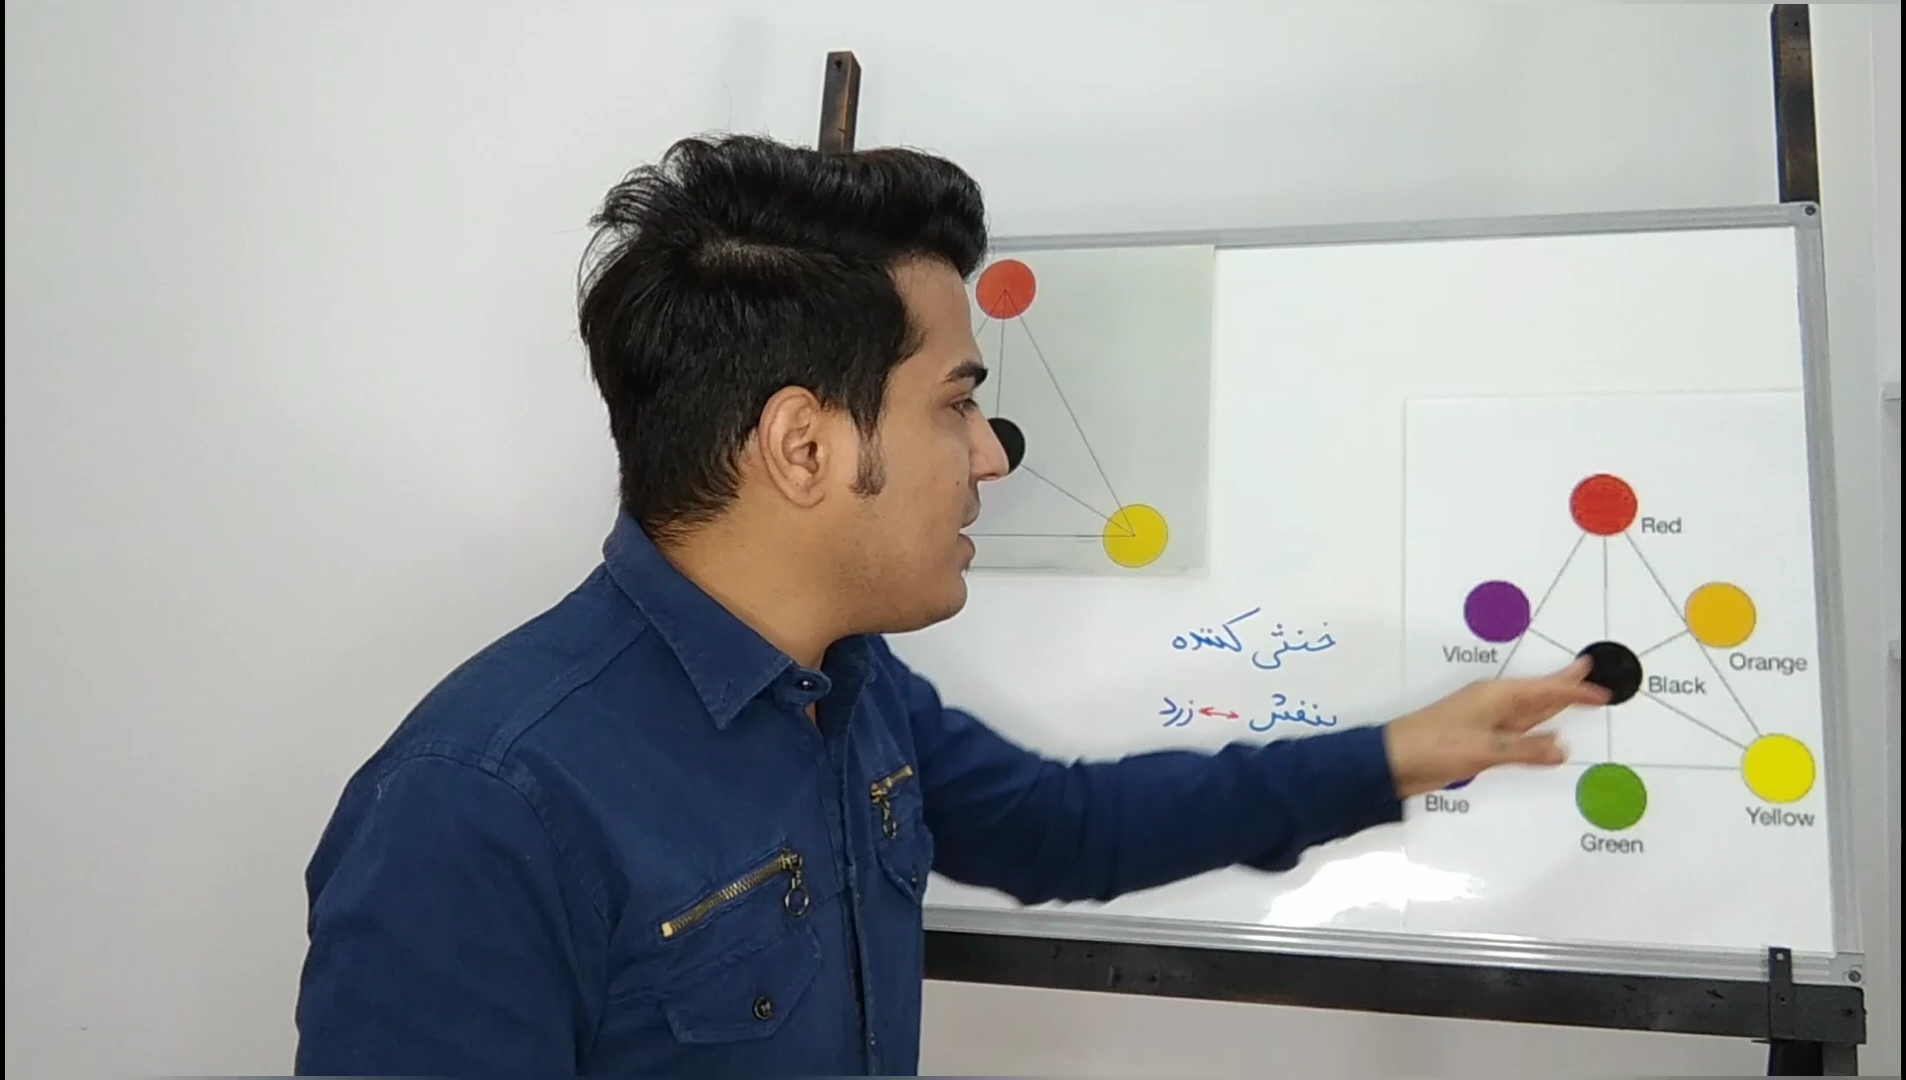 خنثی کننده
بنفش ↔ زرد
Red
Violet
Orange
Black
Blue
Yellow
Green